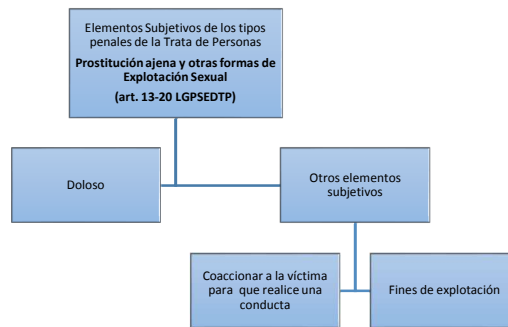 Elementos Subjetivos de los tipos
penales de la Trata de Personas
Prostitución ajena y otras formas de
Explotación Sexual
(art. 13-20 LGPSEDTP)
Doloso
Otros elementos
subjetivos
Coaccionar a la víctima
para que realice una
conducta
Fines de explotación